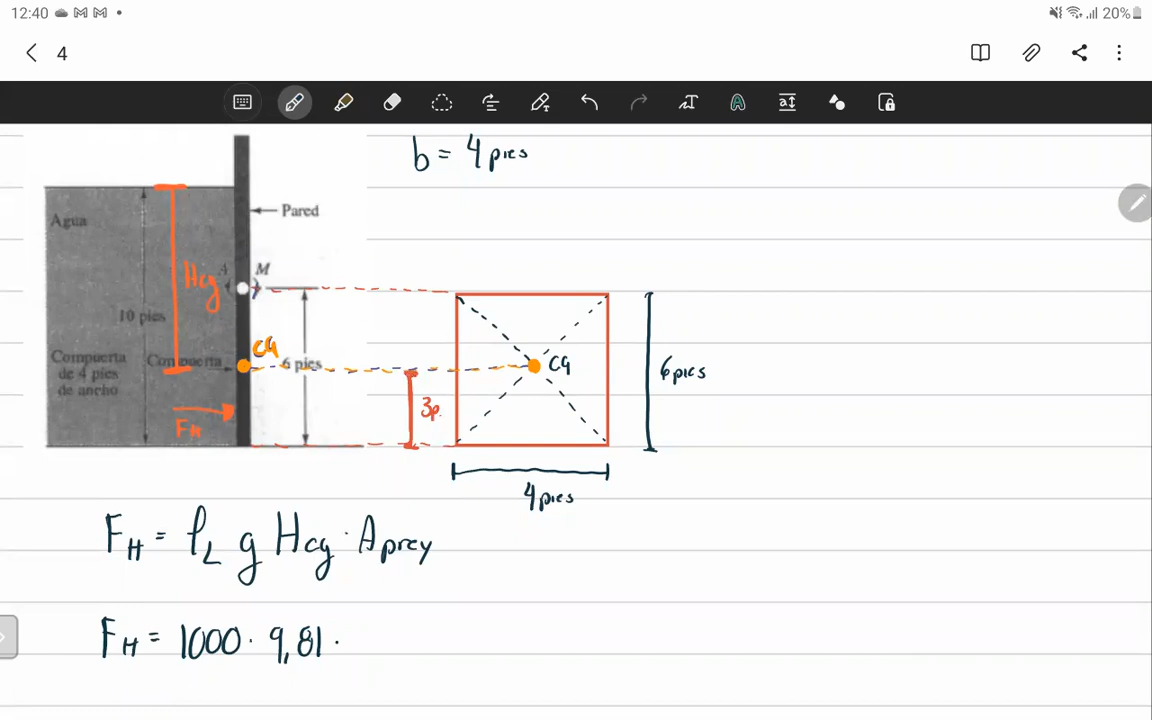 12:40
20%
4
b = 4 pies
Agua
Pared
Hcg
A
M
10 pies
CG
CG
Compuerta
de 4 pies
de ancho
Compuerta
6 pies
6 pies
3p.
FH
4 pies
FH = ρL g Hcg · Aproy
FH = 1000 · 9,81 ·